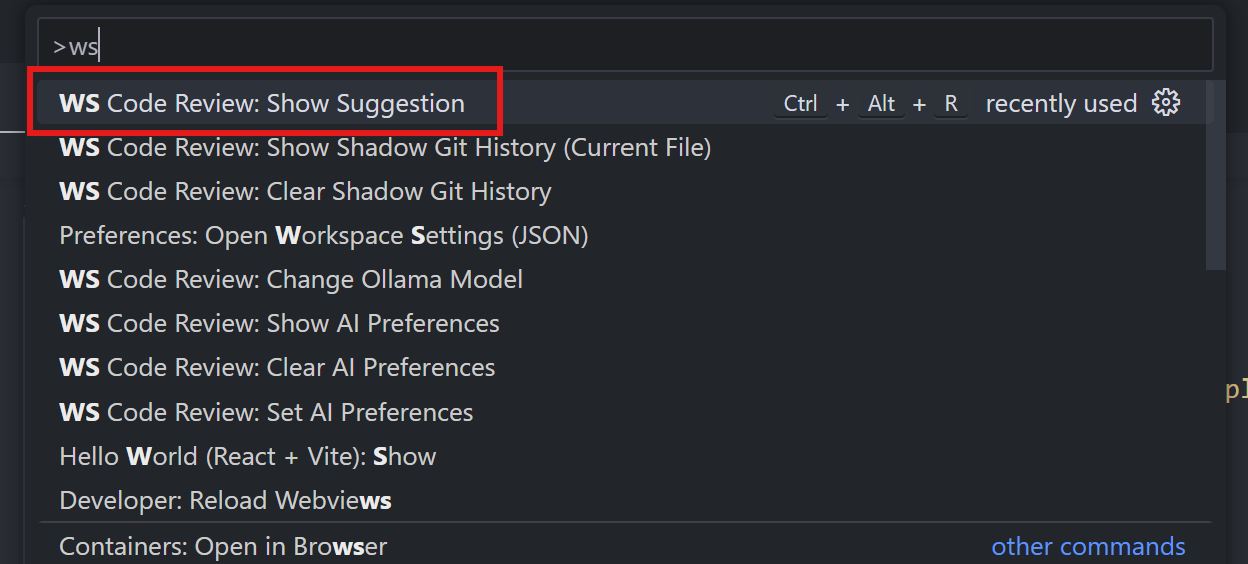 >ws
WS Code Review: Show Suggestion Ctrl + Alt + R recently used
WS Code Review: Show Shadow Git History (Current File)
WS Code Review: Clear Shadow Git History
Preferences: Open Workspace Settings (JSON)
WS Code Review: Change Ollama Model
WS Code Review: Show AI Preferences
WS Code Review: Clear AI Preferences
WS Code Review: Set AI Preferences
Hello World (React + Vite): Show
Developer: Reload Webviews
Containers: Open in Browser other commands